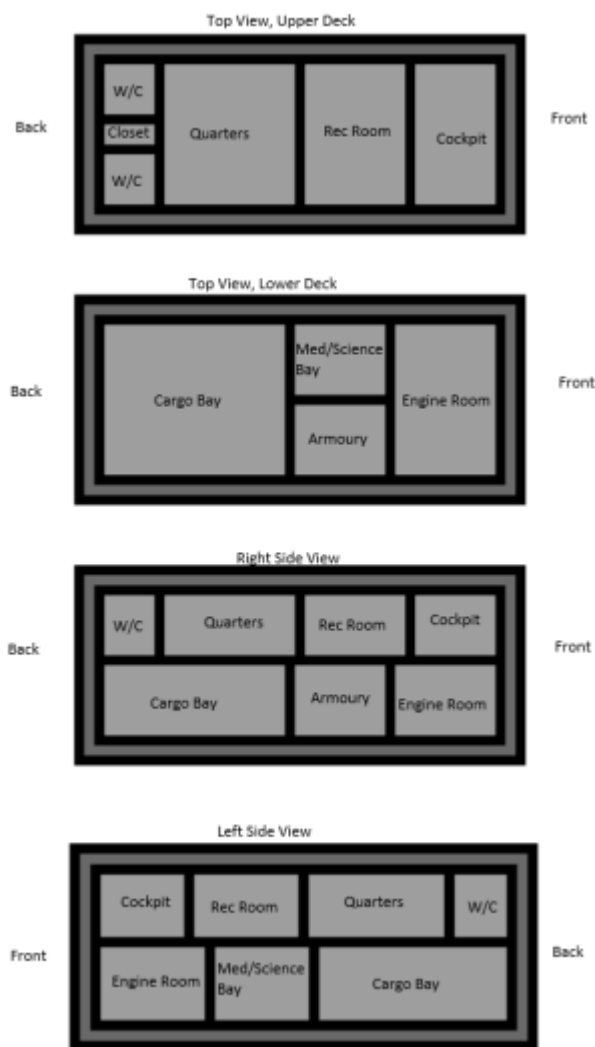 Top View, Upper Deck
W/C
Closet
W/C
Quarters
Rec Room
Cockpit
Back
Front
Top View, Lower Deck
Med/Science
Bay
Cargo Bay
Engine Room
Armoury
Back
Front
Right Side View
W/C
Quarters
Rec Room
Cockpit
Back
Front
Cargo Bay
Armoury
Engine Room
Left Side View
Cockpit
Rec Room
Quarters
W/C
Front
Back
Engine Room
Med/Science
Bay
Cargo Bay